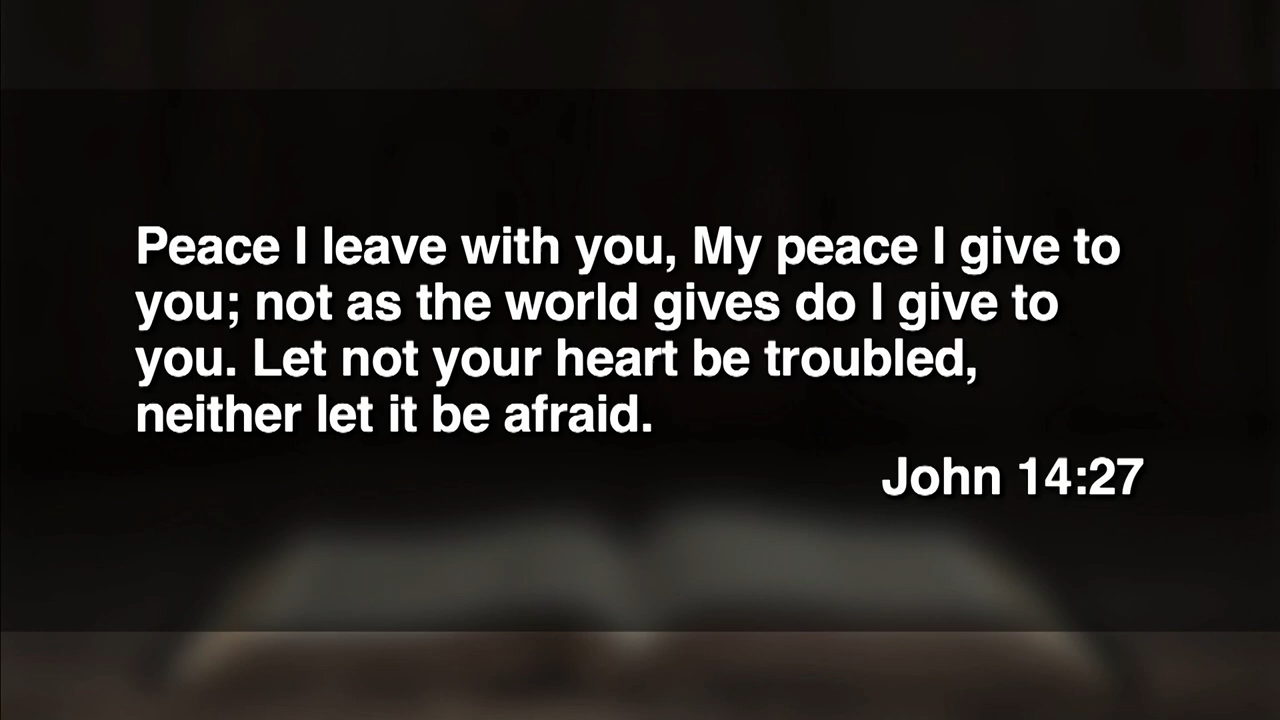 Peace I leave with you, My peace I give to
you; not as the world gives do I give to
you. Let not your heart be troubled,
neither let it be afraid.
John 14:27